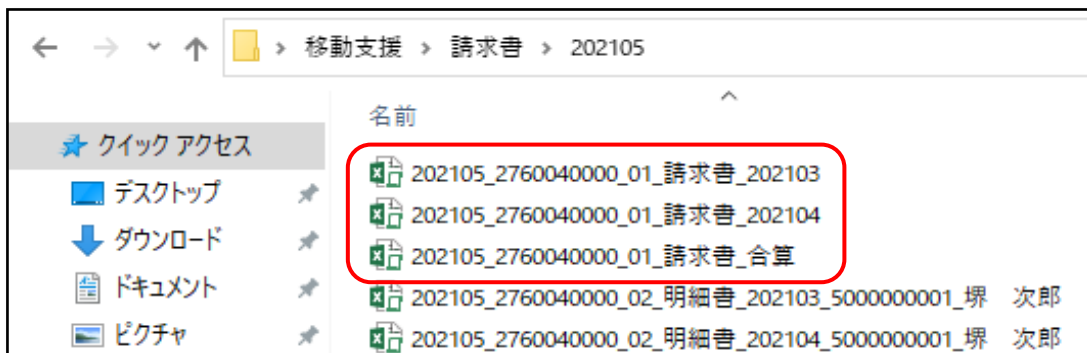 移動支援 › 請求書 › 202105
名前
クイック アクセス
202105_2760040000_01_請求書_202103
デスクトップ
202105_2760040000_01_請求書_202104
ダウンロード
202105_2760040000_01_請求書_合算
ドキュメント
202105_2760040000_02_明細書_202103_5000000001_堺　次郎
ピクチャ
202105_2760040000_02_明細書_202104_5000000001_堺　次郎